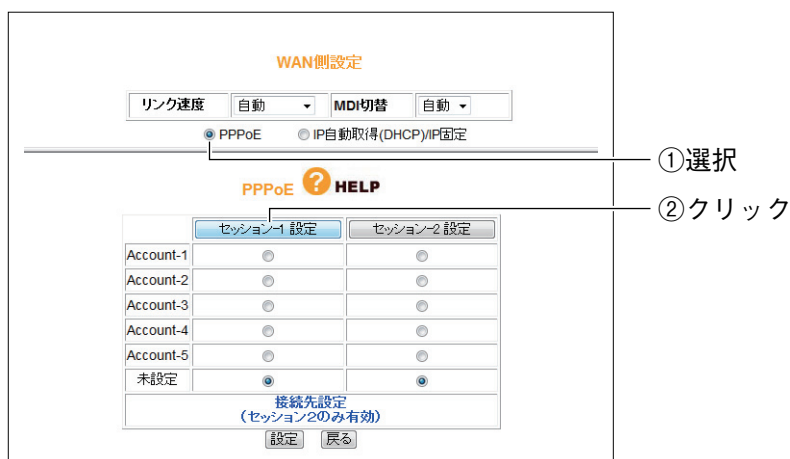 WAN側設定
リンク速度 自動 MDI切替 自動
PPPoE IP自動取得(DHCP)/IP固定
①選択
PPPoE ? HELP
②クリック
セッション-1 設定 セッション-2 設定
Account-1
Account-2
Account-3
Account-4
Account-5
未設定
接続先設定
(セッション2のみ有効)
設定 戻る